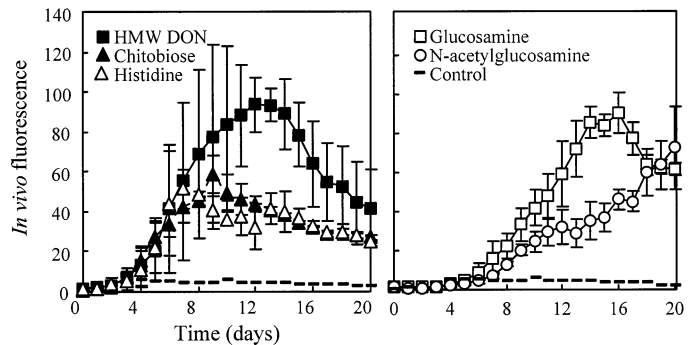 140
120
100
80
60
40
20
0
In vivo fluorescence
HMW DON
Chitobiose
Histidine
0 4 8 12 16 20
Time (days)
Glucosamine
N-acetylglucosamine
Control
0 4 8 12 16 20